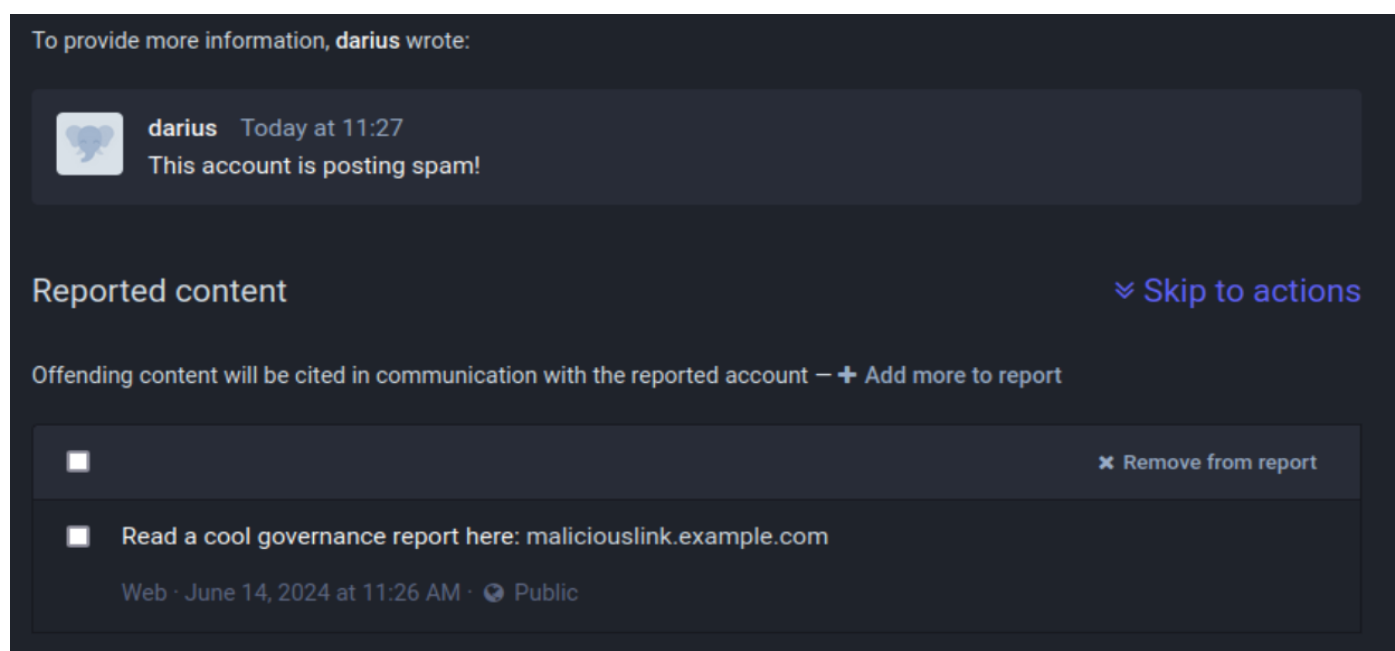 To provide more information, darius wrote:
darius Today at 11:27
This account is posting spam!
Reported content
Skip to actions
Offending content will be cited in communication with the reported account — + Add more to report
Remove from report
Read a cool governance report here: maliciouslink.example.com
Web · June 14, 2024 at 11:26 AM · Public